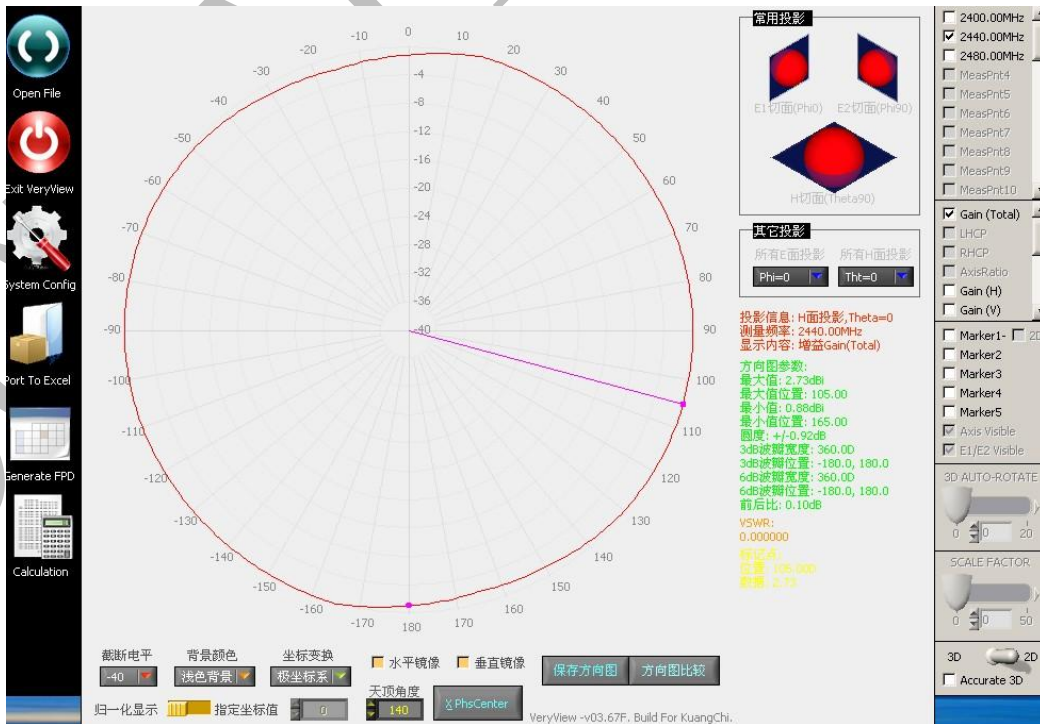 Open File
Exit VeryView
System Config
Port To Excel
Generate FPD
Calculation
0
-10
10
-20
20
-30
30
-40
40
-50
50
-60
60
-70
70
-80
80
-90
90
-100
100
-110
110
-120
120
-130
130
-140
140
-150
150
-160
160
-170
170
180
-4
-8
-12
-16
-20
-24
-28
-32
-36
-40
常用投影
E1切面(Phi0)
E2切面(Phi90)
H切面(Theta90)
其它投影
所有E面投影
所有H面投影
Phi=0
Tht=0
投影信息: H面投影,Theta=0
测量频率: 2440.00MHz
显示内容: 增益Gain(Total)
方向图参数:
最大值: 2.73dBi
最大值位置: 105.00
最小值: 0.88dBi
最小值位置: 165.00
圆度: +/-0.92dB
3dB波瓣宽度: 360.0D
3dB波瓣位置: -180.0, 180.0
6dB波瓣宽度: 360.0D
6dB波瓣位置: -180.0, 180.0
前后比: 0.10dB
VSWR:
0.000000
标记点:
位置: 105.00D
数量: 2.73
2400.00MHz
2440.00MHz
2480.00MHz
MeasPnt4
MeasPnt5
MeasPnt6
MeasPnt7
MeasPnt8
MeasPnt9
MeasPnt10
Gain (Total)
LHCP
RHCP
AxisRatio
Gain (H)
Gain (V)
Marker1-
2D
Marker2
Marker3
Marker4
Marker5
Axis Visible
E1/E2 Visible
3D AUTO-ROTATE
0
0
20
SCALE FACTOR
0
0
50
3D
2D
Accurate 3D
截断电平
背景颜色
坐标变换
-40
浅色背景
极坐标系
水平镜像
垂直镜像
保存方向图
方向图比较
归一化显示
指定坐标值
0
天顶角度
140
X PhsCenter
VeryView -v03.67F. Build For KuangChi.